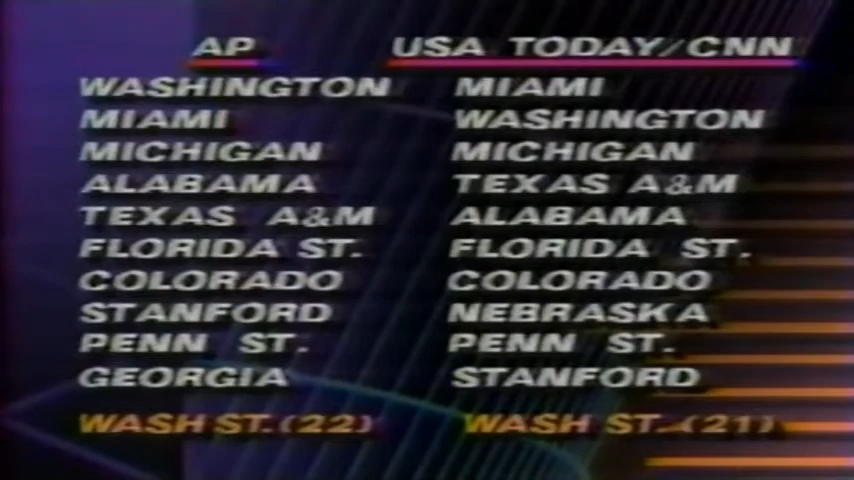 AP USA TODAY/CNN
WASHINGTON MIAMI
MIAMI WASHINGTON
MICHIGAN MICHIGAN
ALABAMA TEXAS A&M
TEXAS A&M ALABAMA
FLORIDA ST. FLORIDA ST.
COLORADO COLORADO
STANFORD NEBRASKA
PENN ST. PENN ST.
GEORGIA STANFORD
WASH ST. (22) WASH ST. (21)